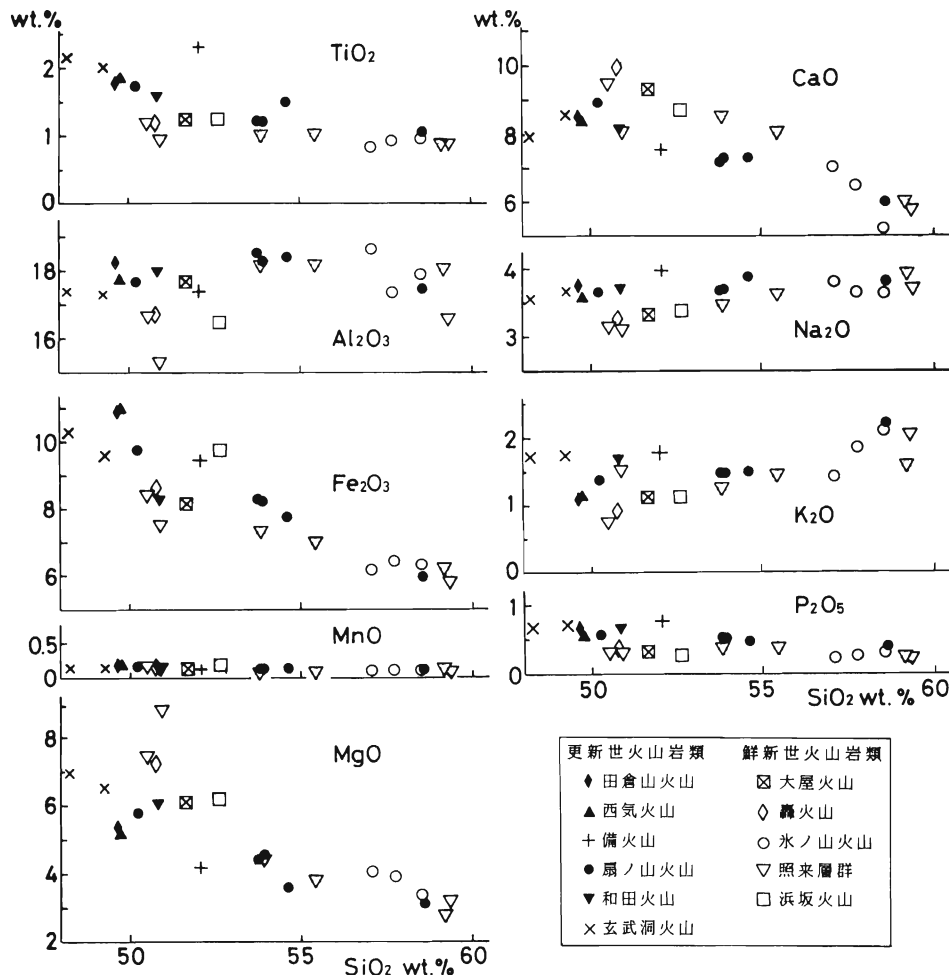 wt.%
TiO₂
2
1
0
18
16
Al₂O₃
10
8
6
Fe₂O₃
MnO
0.5
0
MgO
8
6
4
2
50
55
60
SiO₂ wt.%
wt.%
CaO
10
8
6
4
3
Na₂O
2
1
0
K₂O
P₂O₅
1
0
50
55
60
SiO₂ wt.%
更新世火山岩類
田倉山火山
西気火山
備火山
扇ノ山火山
和田火山
玄武洞火山
鮮新世火山岩類
大屋火山
轟火山
氷ノ山火山
照来層群
浜坂火山